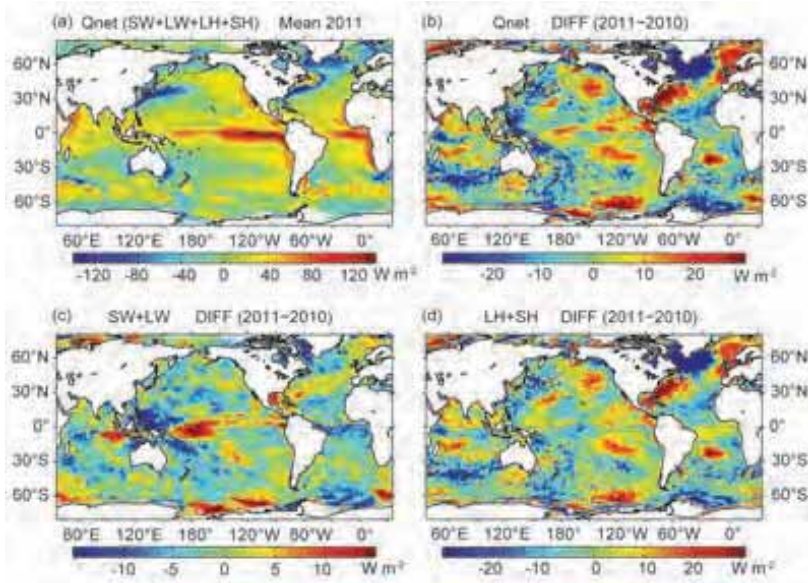 (a) Qnet (SW+LW+LH+SH) Mean 2011
60°N
30°N
0°
30°S
60°S
60°E 120°E 180° 120°W 60°W 0°
-120 -80 -40 0 40 80 120 W m⁻²
(b) Qnet DIFF (2011−2010)
60°N
30°N
0°
30°S
60°S
60°E 120°E 180° 120°W 60°W 0°
-20 -10 0 10 20 W m⁻²
(c) SW+LW DIFF (2011−2010)
60°N
30°N
0°
30°S
60°S
60°E 120°E 180° 120°W 60°W 0°
-10 -5 0 5 10 W m⁻²
(d) LH+SH DIFF (2011−2010)
60°N
30°N
0°
30°S
60°S
60°E 120°E 180° 120°W 60°W 0°
-20 -10 0 10 20 W m⁻²